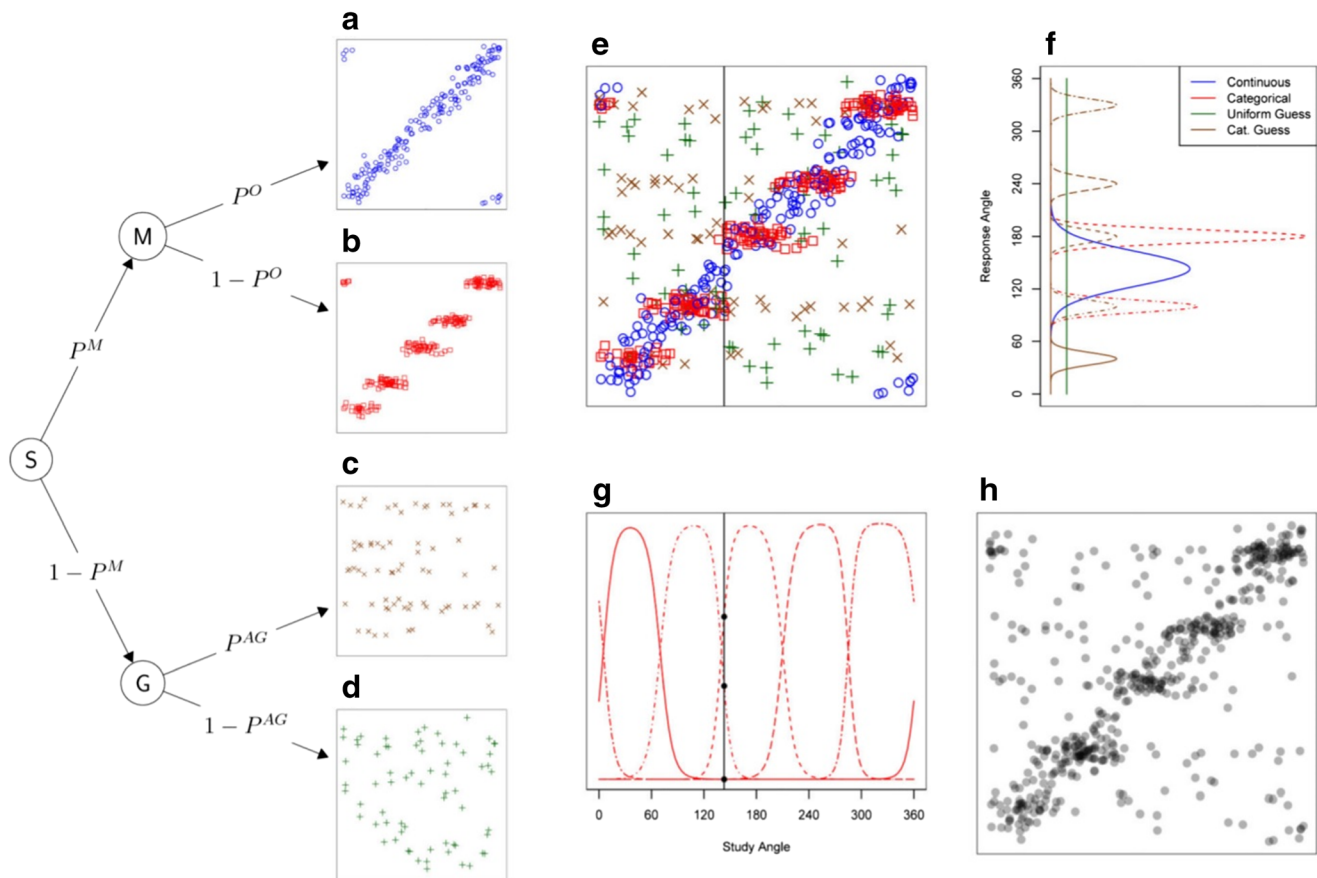 a
b
c
d
S
M
G
P^M
1 − P^M
P^O
1 − P^O
P^AG
1 − P^AG
e
f
Response Angle
0 60 120 180 240 300 360
Continuous
Categorical
Uniform Guess
Cat. Guess
g
0 60 120 180 240 300 360
Study Angle
h